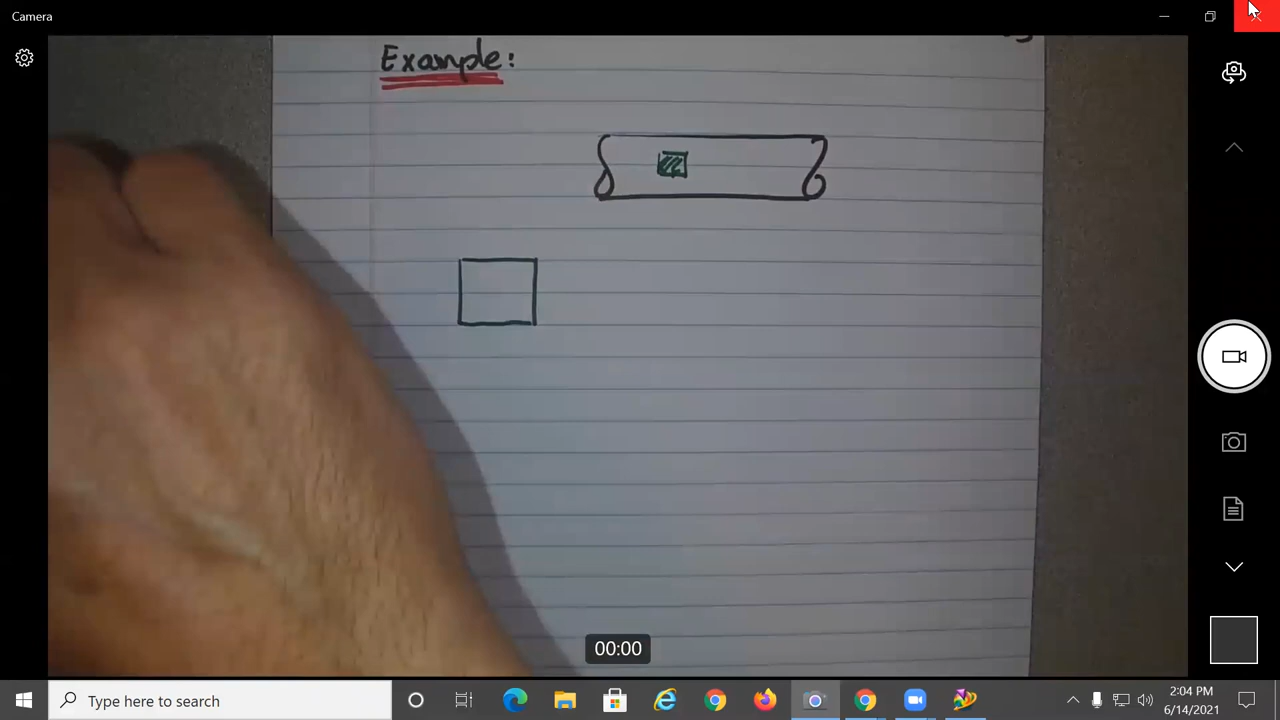 Camera
Example:
00:00
Type here to search
2:04 PM
6/14/2021